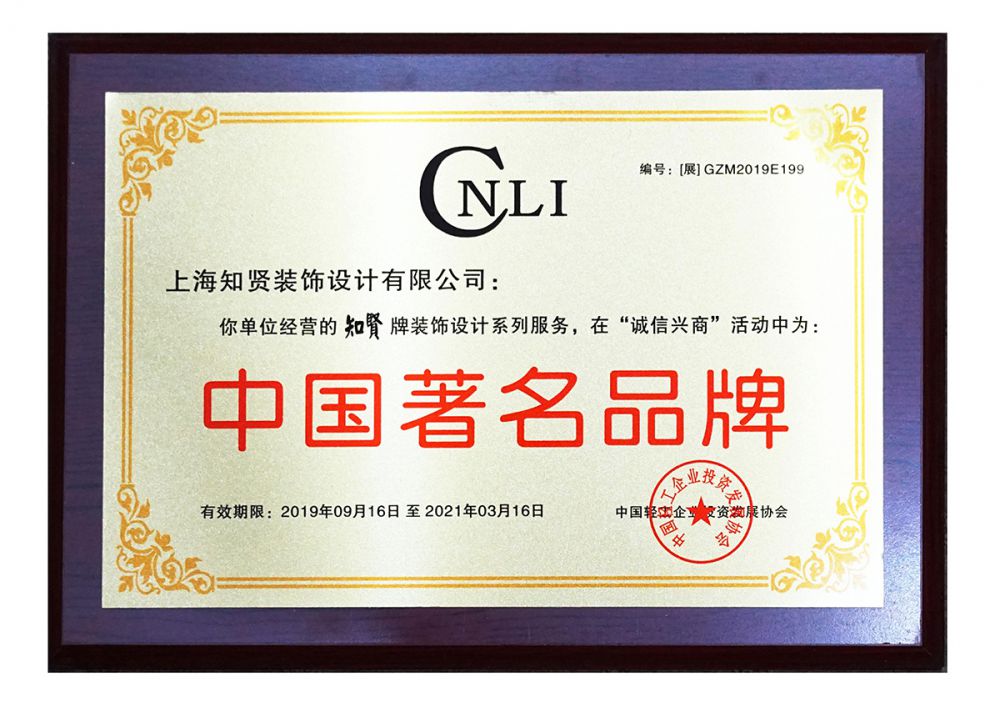 CNLI
编号：[展] GZM2019E199
上海知贤装饰设计有限公司：
你单位经营的 知賢 牌装饰设计系列服务，在“诚信兴商”活动中为：
中国著名品牌
有效期限：2019年09月16日 至 2021年03月16日
中国轻工企业投资发展协会
中国轻工企业投资发展协会